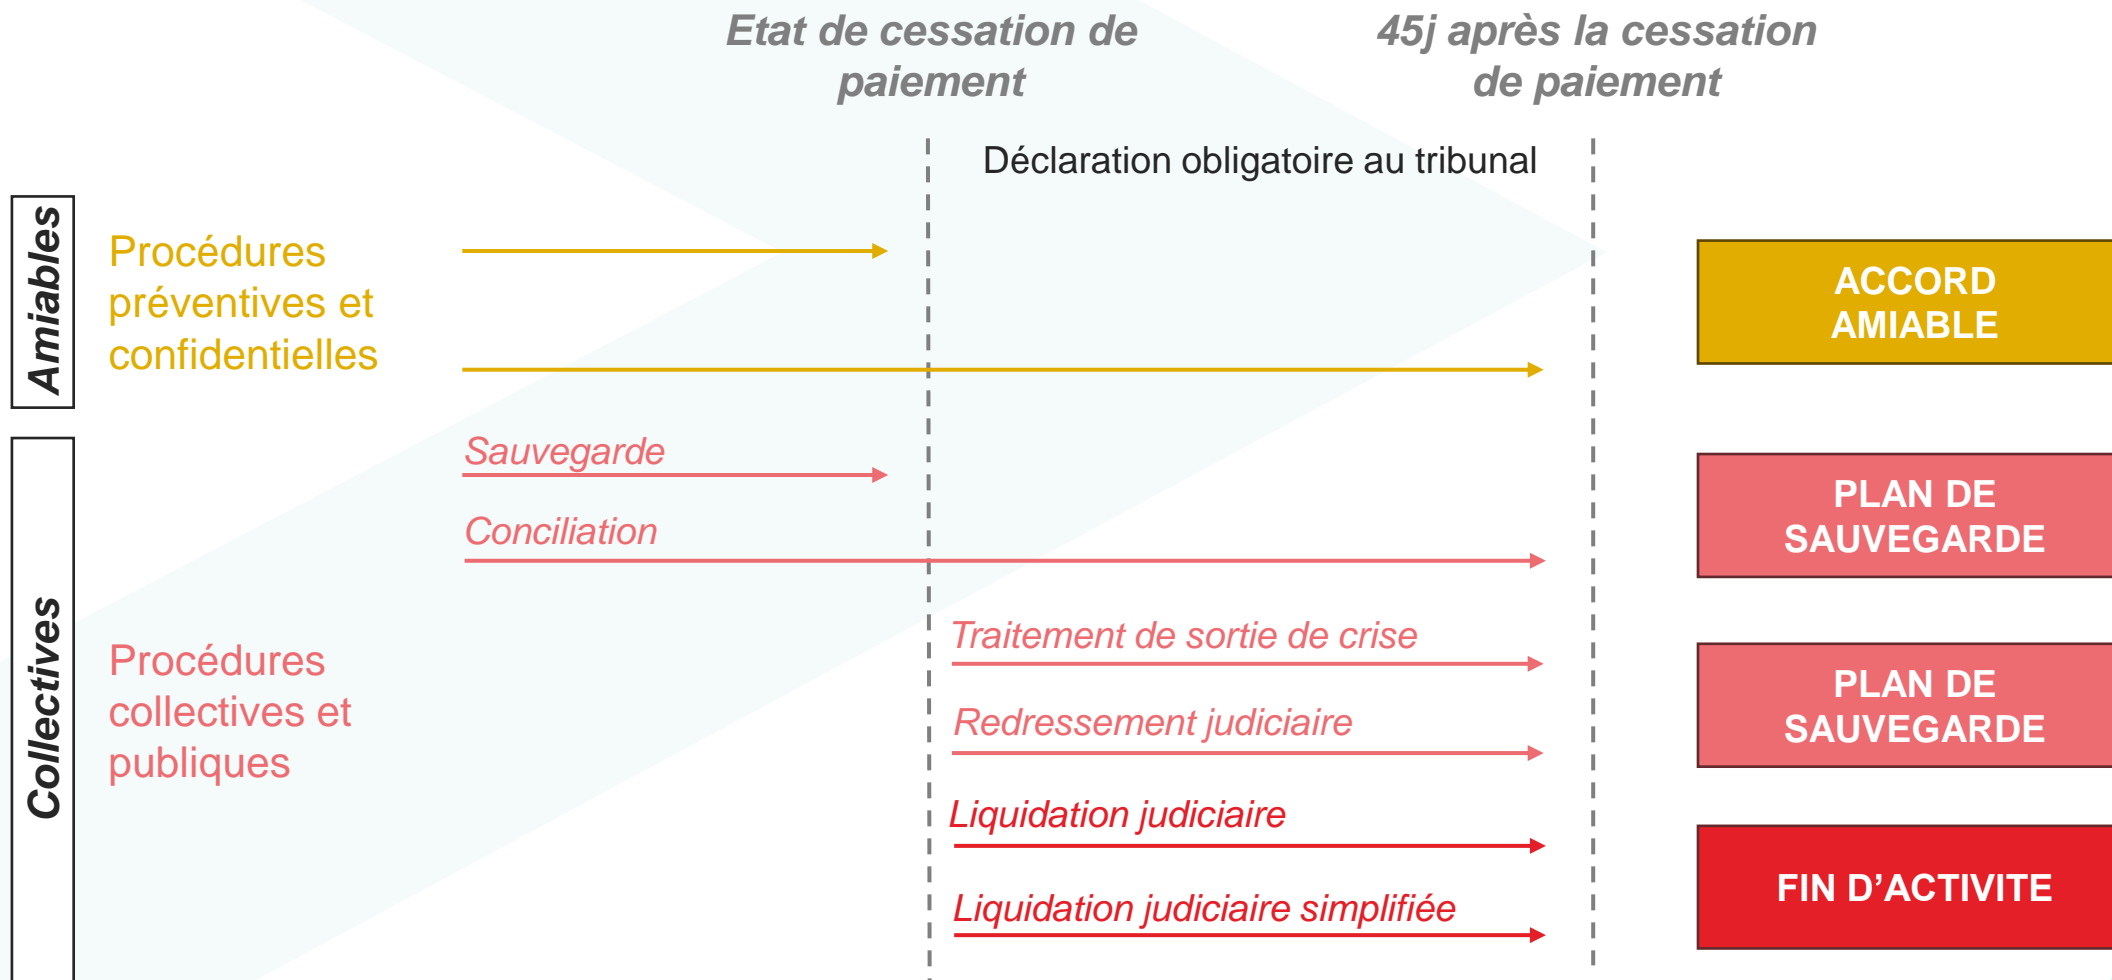 Etat de cessation de
paiement
45j après la cessation
de paiement
Déclaration obligatoire au tribunal
Amiables
Procédures
préventives et
confidentielles
ACCORD
AMIABLE
Collectives
Procédures
collectives et
publiques
Sauvegarde
Conciliation
PLAN DE
SAUVEGARDE
Traitement de sortie de crise
Redressement judiciaire
PLAN DE
SAUVEGARDE
Liquidation judiciaire
Liquidation judiciaire simplifiée
FIN D’ACTIVITE